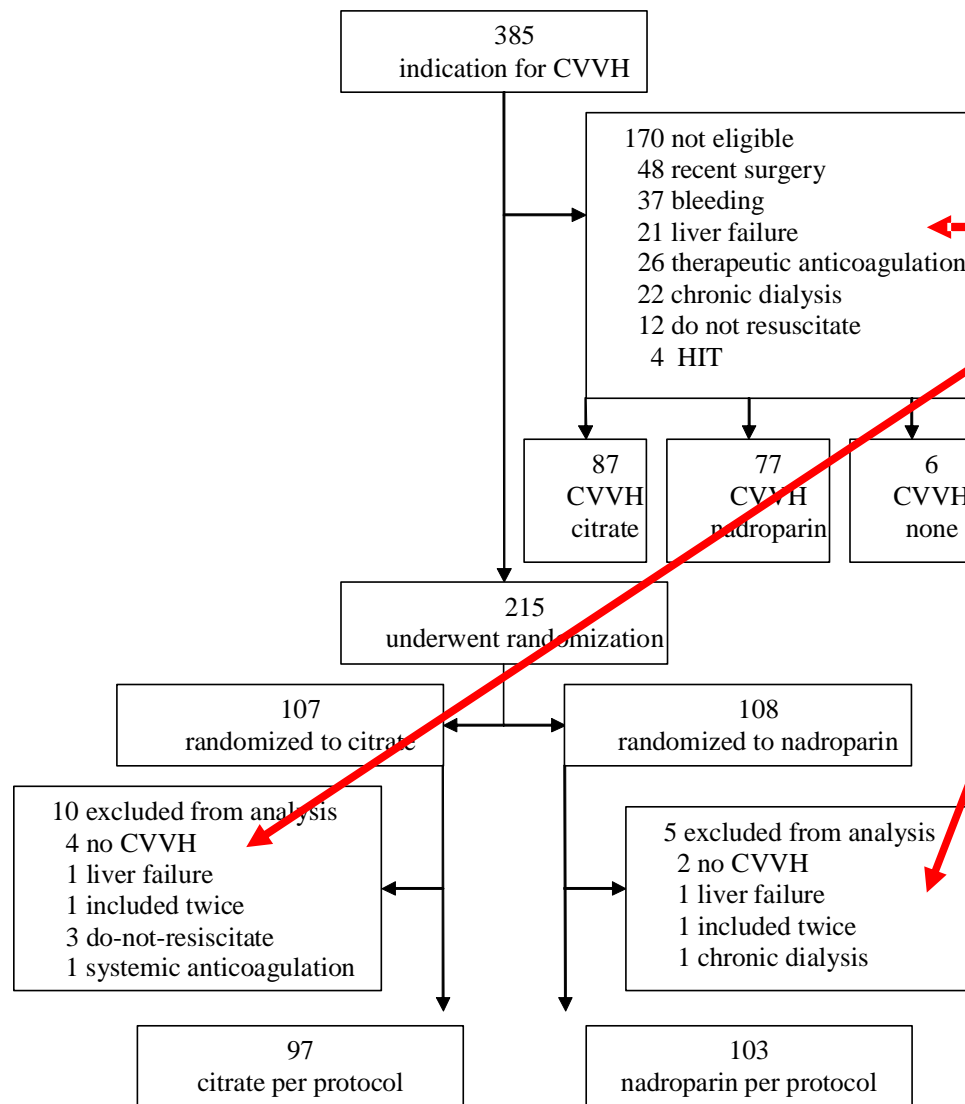 385
indication for CVVH
170 not eligible
48 recent surgery
37 bleeding
21 liver failure
26 therapeutic anticoagulation
22 chronic dialysis
12 do not resuscitate
4 HIT
87
CVVH
citrate
77
CVVH
nadroparin
6
CVVH
none
215
underwent randomization
107
randomized to citrate
108
randomized to nadroparin
10 excluded from analysis
4 no CVVH
1 liver failure
1 included twice
3 do-not-resiscitate
1 systemic anticoagulation
5 excluded from analysis
2 no CVVH
1 liver failure
1 included twice
1 chronic dialysis
97
citrate per protocol
103
nadroparin per protocol